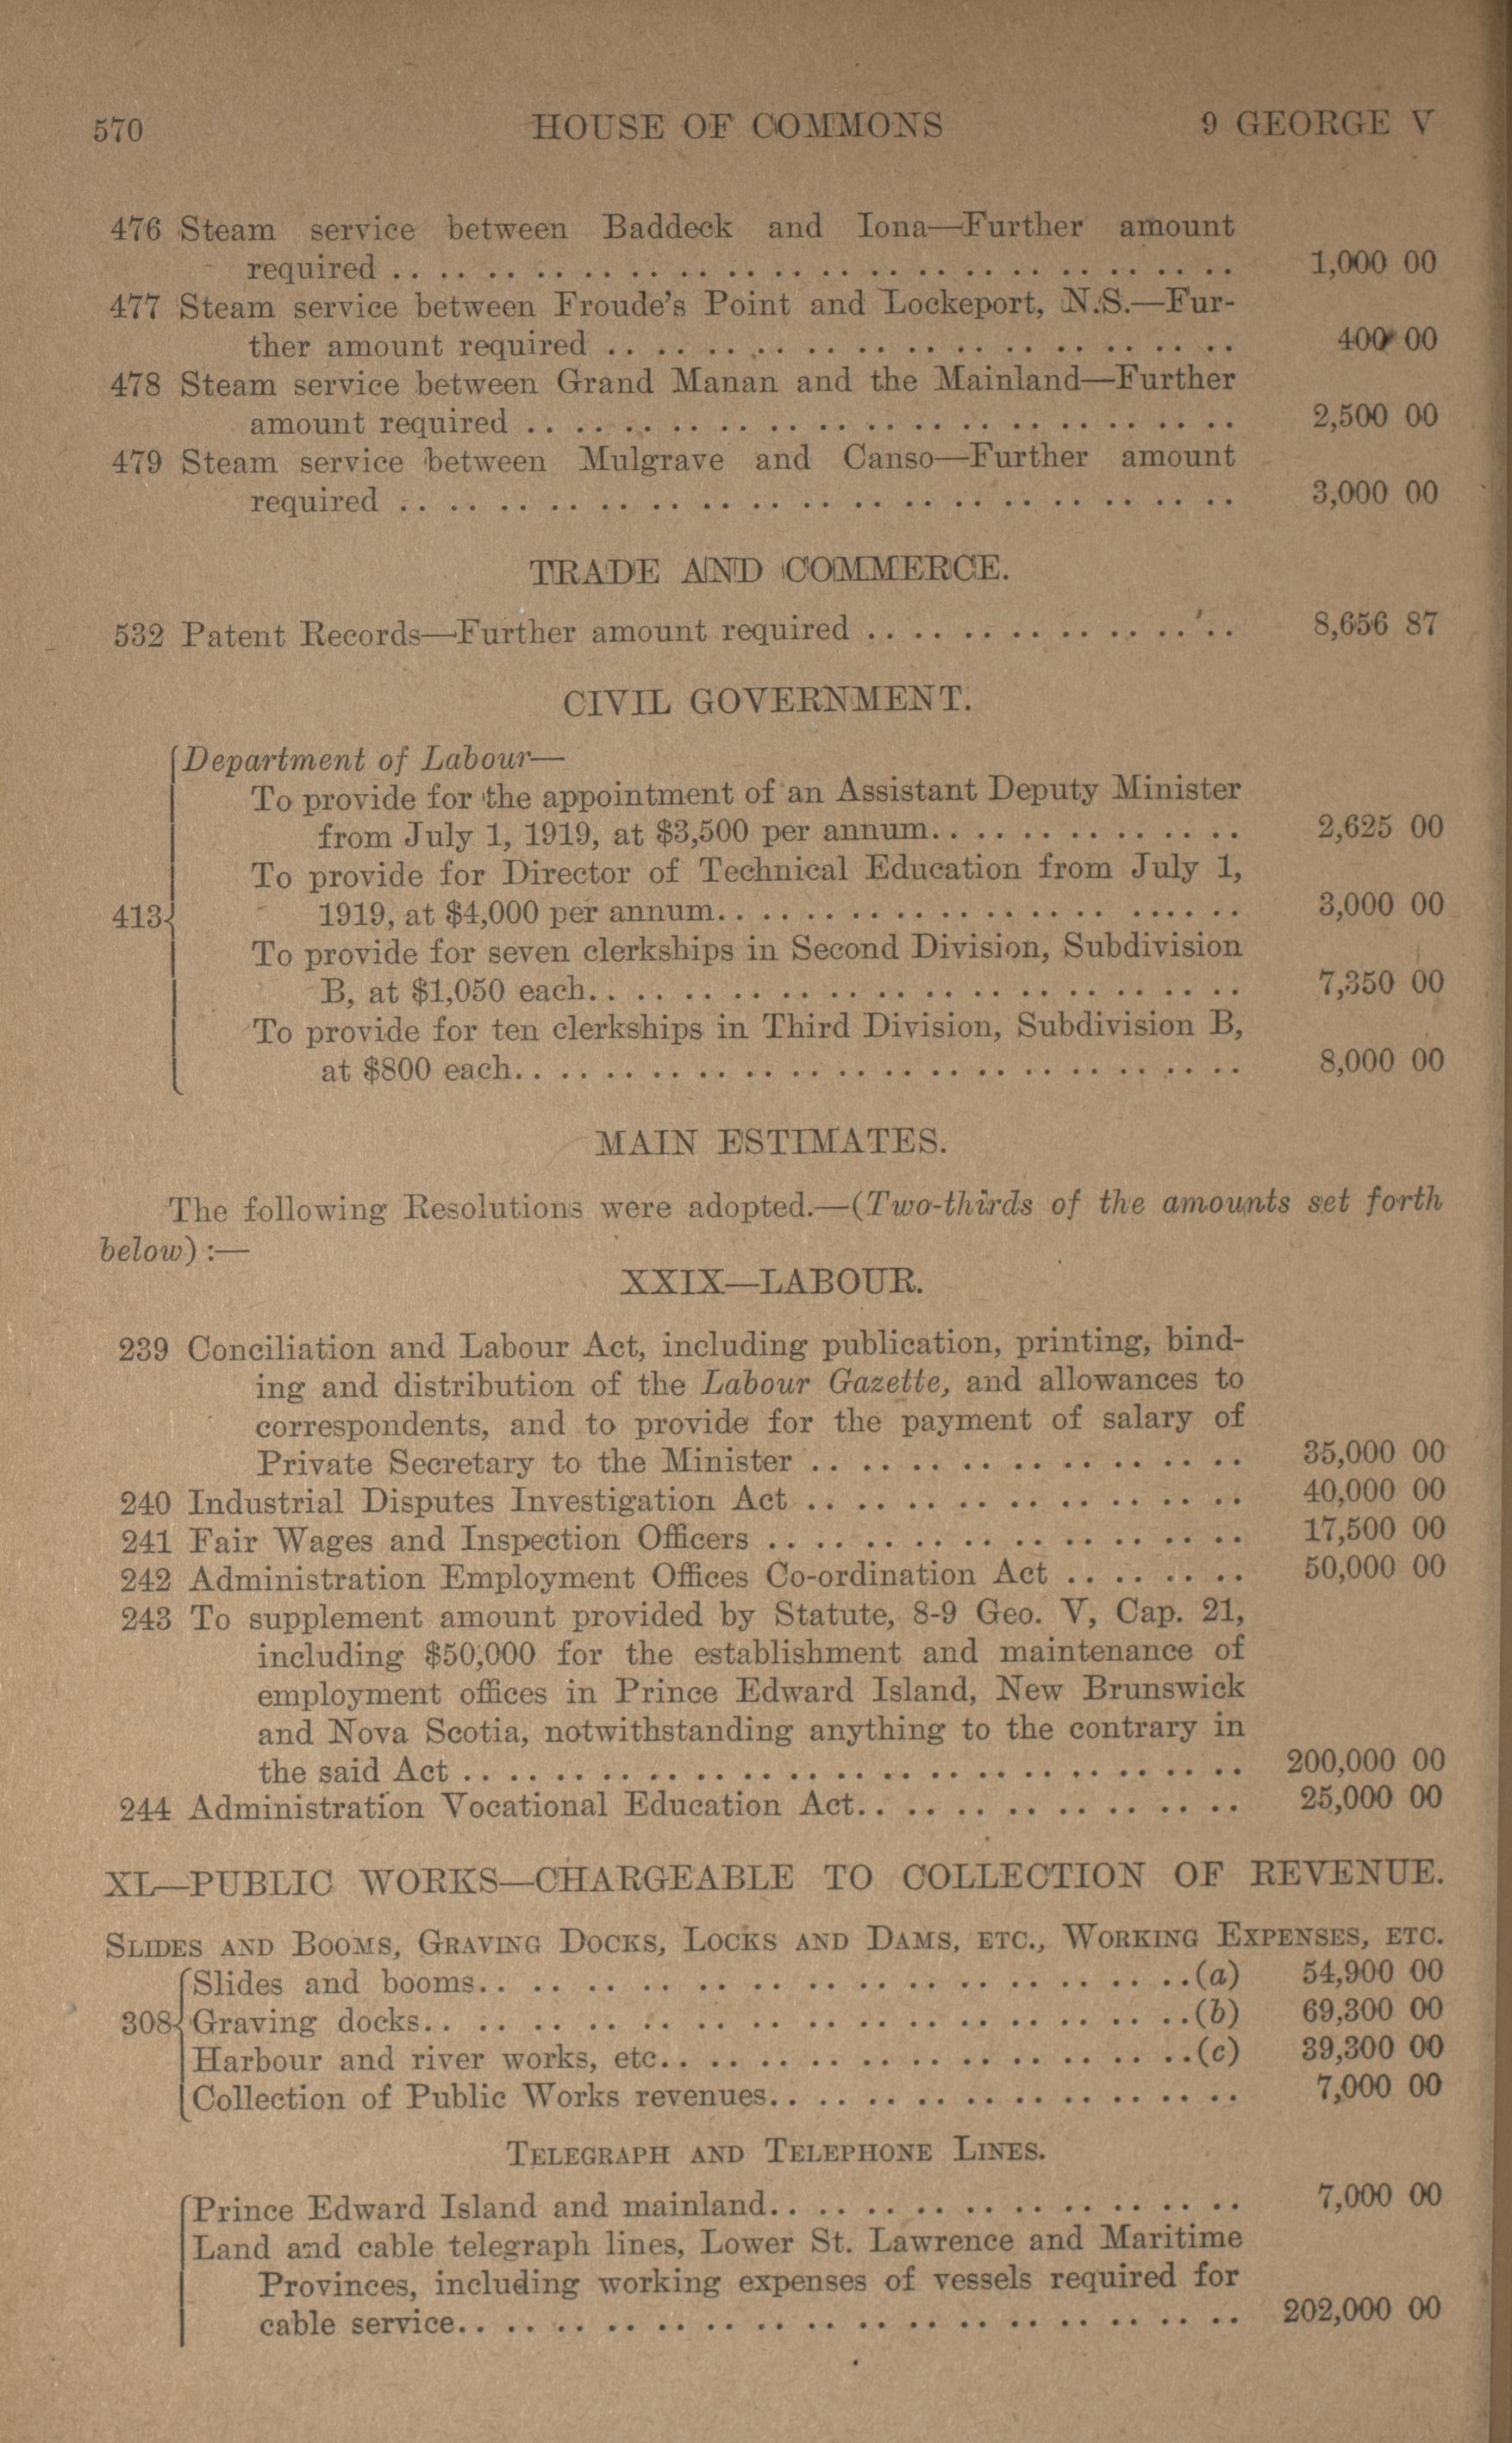 570 HOUSE OF COMMONS 9 GEORGE V
476 Steam service between Baddeck and Iona—Further amount
required . . . . . . . . . . . . . . . . . . 1,000 00
477 Steam service between Froude's Point and Lockeport, N.S.—Fur-
ther amount required . . . . . . . . . . . . . . 400 00
478 Steam service between Grand Manan and the Mainland—Further
amount required . . . . . . . . . . . . . . . . 2,500 00
479 Steam service between Mulgrave and Canso—Further amount
required . . . . . . . . . . . . . . . . . . 3,000 00
TRADE AND COMMERCE.
532 Patent Records—Further amount required . . . . . . . . 8,656 87
CIVIL GOVERNMENT.
Department of Labour—
To provide for the appointment of an Assistant Deputy Minister
from July 1, 1919, at $3,500 per annum. . . . . . . . 2,625 00
To provide for Director of Technical Education from July 1,
413 1919, at $4,000 per annum. . . . . . . . . . . . 3,000 00
To provide for seven clerkships in Second Division, Subdivision
B, at $1,050 each. . . . . . . . . . . . . . . 7,350 00
To provide for ten clerkships in Third Division, Subdivision B,
at $800 each. . . . . . . . . . . . . . . . . 8,000 00
MAIN ESTIMATES.
The following Resolutions were adopted.—(Two-thirds of the amounts set forth
below) :—
XXIX—LABOUR.
239 Conciliation and Labour Act, including publication, printing, bind-
ing and distribution of the Labour Gazette, and allowances to
correspondents, and to provide for the payment of salary of
Private Secretary to the Minister . . . . . . . . . . 35,000 00
240 Industrial Disputes Investigation Act . . . . . . . . . . 40,000 00
241 Fair Wages and Inspection Officers . . . . . . . . . . 17,500 00
242 Administration Employment Offices Co-ordination Act . . . . 50,000 00
243 To supplement amount provided by Statute, 8-9 Geo. V, Cap. 21,
including $50,000 for the establishment and maintenance of
employment offices in Prince Edward Island, New Brunswick
and Nova Scotia, notwithstanding anything to the contrary in
the said Act . . . . . . . . . . . . . . . . . 200,000 00
244 Administration Vocational Education Act. . . . . . . . . 25,000 00
XL—PUBLIC WORKS—CHARGEABLE TO COLLECTION OF REVENUE.
SLIDES AND BOOMS, GRAVING DOCKS, LOCKS AND DAMS, ETC., WORKING EXPENSES, ETC.
Slides and booms. . . . . . . . . . . . . . . . (a) 54,900 00
308 Graving docks. . . . . . . . . . . . . . . . . (b) 69,300 00
Harbour and river works, etc. . . . . . . . . . . . (c) 39,300 00
Collection of Public Works revenues. . . . . . . . . . 7,000 00
TELEGRAPH AND TELEPHONE LINES.
Prince Edward Island and mainland. . . . . . . . . . 7,000 00
Land and cable telegraph lines, Lower St. Lawrence and Maritime
Provinces, including working expenses of vessels required for
cable service. . . . . . . . . . . . . . . . . 202,000 00